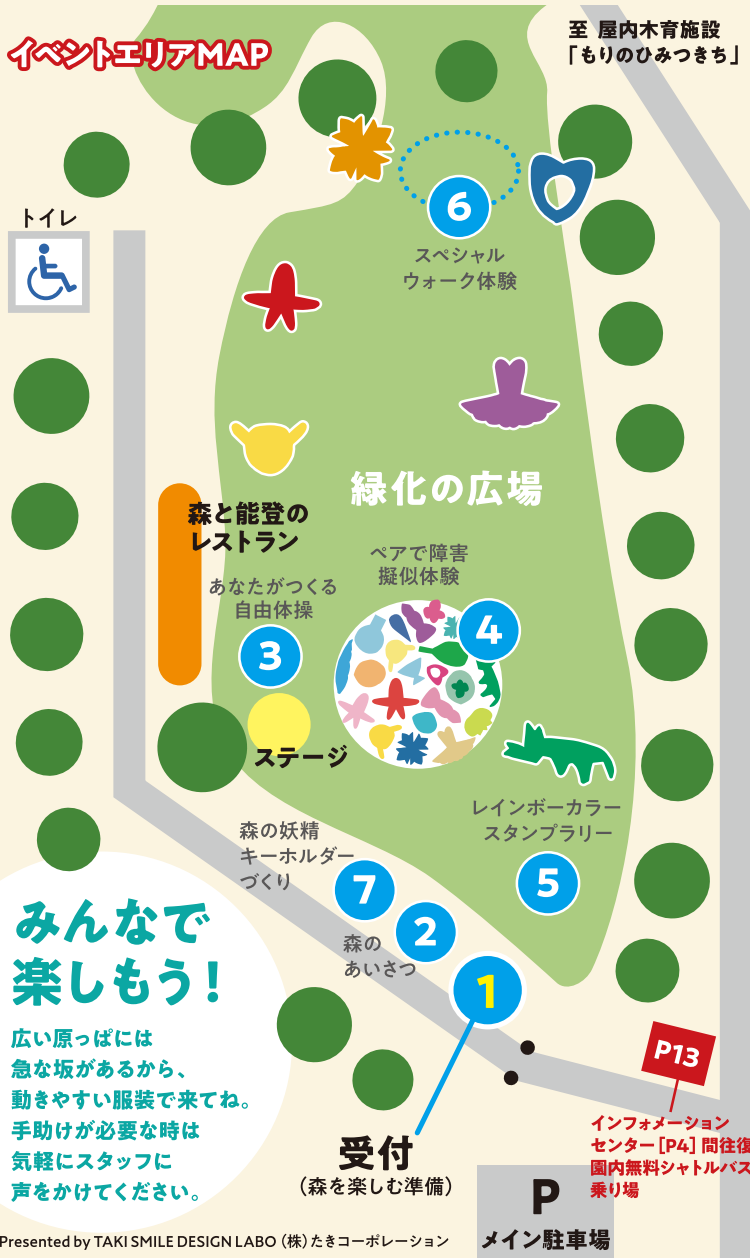 イベントエリアMAP
至 屋内木育施設
「もりのひみつきち」
トイレ
6
スペシャル
ウォーク体験
緑化の広場
森と能登の
レストラン
ペアで障害
擬似体験
あなたがつくる
自由体操
4
3
ステージ
レインボーカラー
スタンプラリー
5
森の妖精
キーホルダー
づくり
7
2
森の
あいさつ
1
みんなで
楽しもう!
広い原っぱには
急な坂があるから、
動きやすい服装で来てね。
手助けが必要な時は
気軽にスタッフに
声をかけてください。
P13
インフォメーション
センター[P4]間往復
園内無料シャトルバス
乗り場
受付
(森を楽しむ準備)
P
メイン駐車場
Presented by TAKI SMILE DESIGN LABO (株)たきコーポレーション